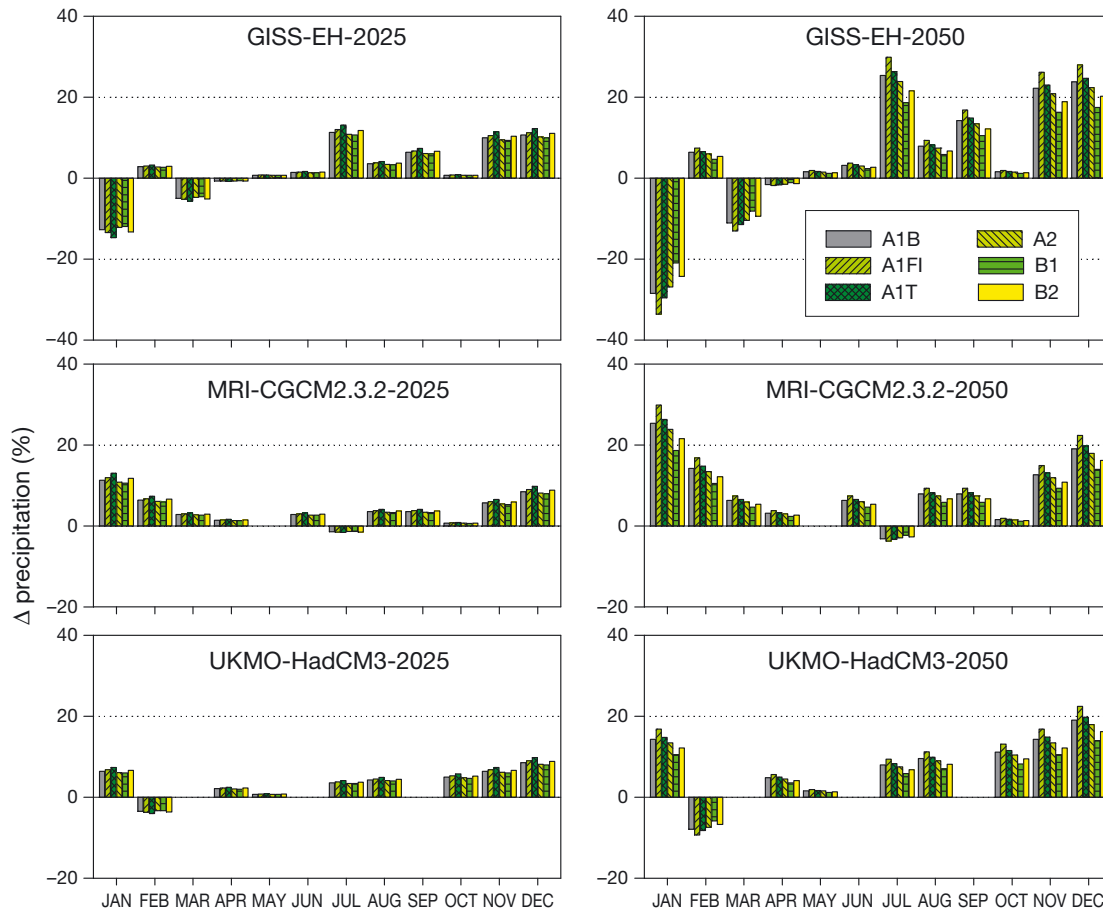 Δ precipitation (%)
GISS-EH-2025
40
20
0
−20
−40
GISS-EH-2050
40
20
0
−20
−40
A1B
A2
A1FI
B1
A1T
B2
MRI-CGCM2.3.2-2025
40
20
0
−20
MRI-CGCM2.3.2-2050
40
20
0
−20
UKMO-HadCM3-2025
40
20
0
−20
UKMO-HadCM3-2050
40
20
0
−20
JAN FEB MAR APR MAY JUN JUL AUG SEP OCT NOV DEC
JAN FEB MAR APR MAY JUN JUL AUG SEP OCT NOV DEC